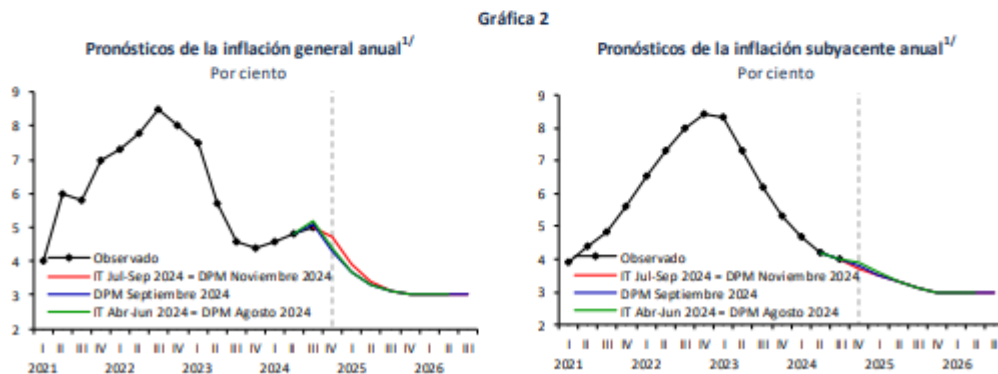 Gráfica 2
Pronósticos de la inflación general anual1/
Por ciento
9
8
7
6
5
4
3
2
Observado
IT Jul-Sep 2024 = DPM Noviembre 2024
DPM Septiembre 2024
IT Abr-Jun 2024 = DPM Agosto 2024
I II III IV I II III IV I II III IV I II III IV I II III IV I II III
2021 2022 2023 2024 2025 2026
Pronósticos de la inflación subyacente anual1/
Por ciento
9
8
7
6
5
4
3
2
Observado
IT Jul-Sep 2024 = DPM Noviembre 2024
DPM Septiembre 2024
IT Abr-Jun 2024 = DPM Agosto 2024
I II III IV I II III IV I II III IV I II III IV I II III IV I II III
2021 2022 2023 2024 2025 2026